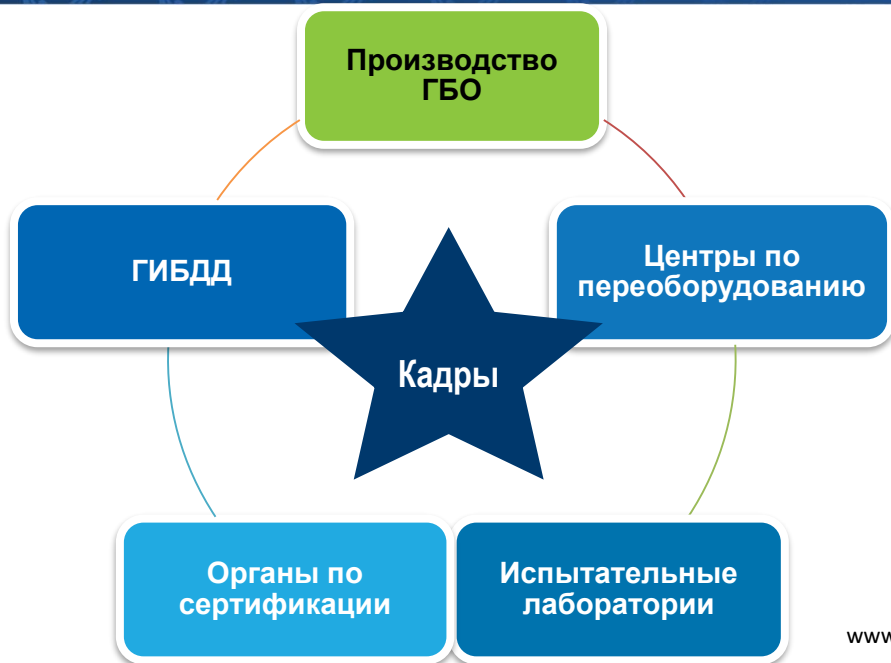 Производство
ГБО
ГИБДД
Центры по
переоборудованию
Кадры
Органы по
сертификации
Испытательные
лаборатории
www